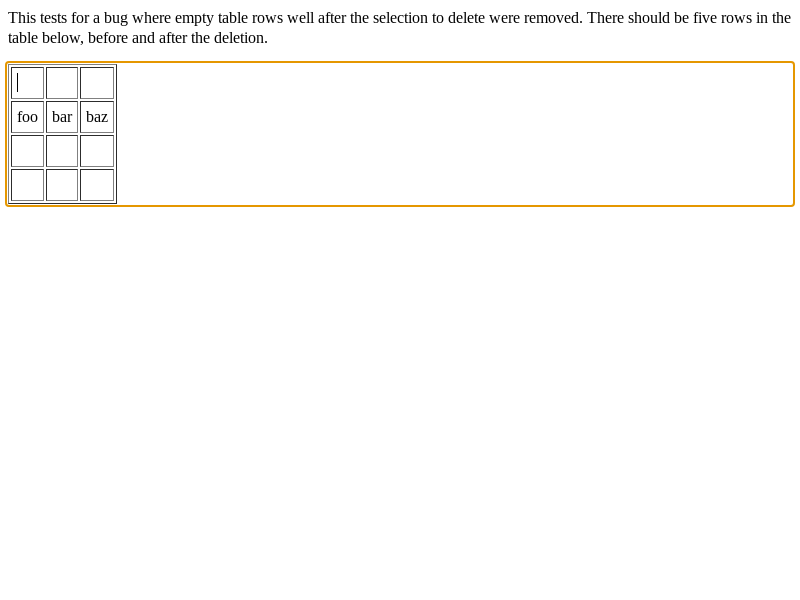 This tests for a bug where empty table rows well after the selection to delete were removed. There should be five rows in the
table below, before and after the deletion.
foo bar baz